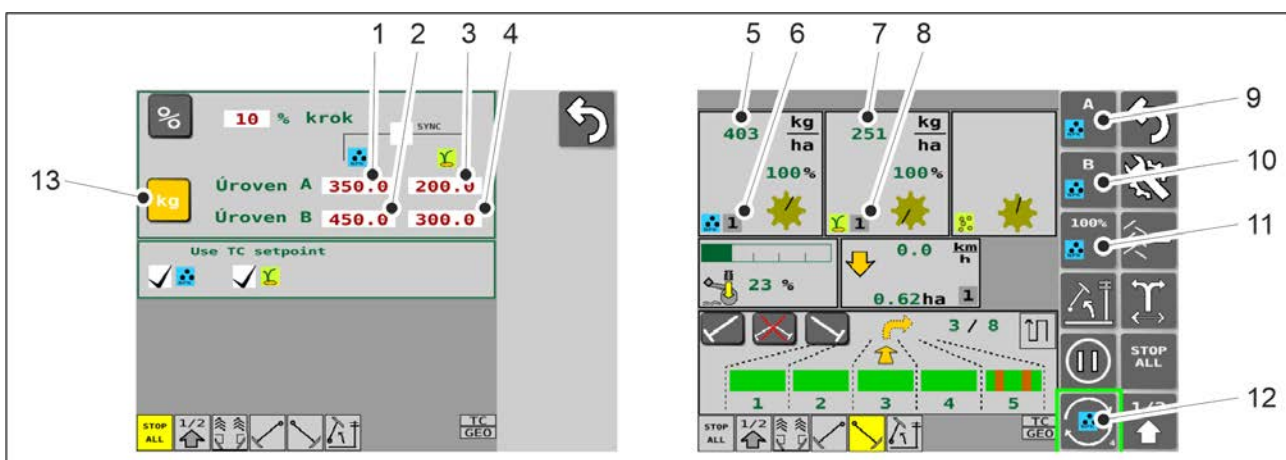 1 2 3 4 5 6 7 8
9
10
11
12
13
% 10 % krok
SYNC
Úroven A 350.0 200.0
kg
Úroven B 450.0 300.0
Use TC setpoint
STOP ALL 1/2
TC
GEO
403 kg/ha 251 kg/ha
100% 100%
1 1
A
B
100%
23 %
0.0 km/h
0.62ha 1
3 / 8
1 2 3 4 5
STOP ALL
STOP ALL 1/2
TC
GEO
1/2